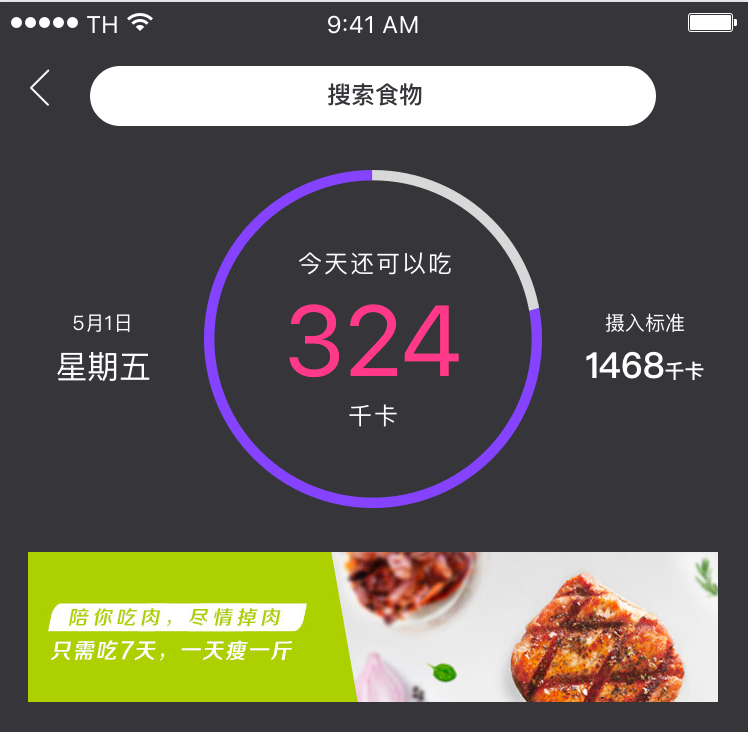 TH 9:41 AM
搜索食物
今天还可以吃
324
千卡
5月1日
星期五
摄入标准
1468千卡
陪你吃肉，尽情掉肉
只需吃7天，一天瘦一斤